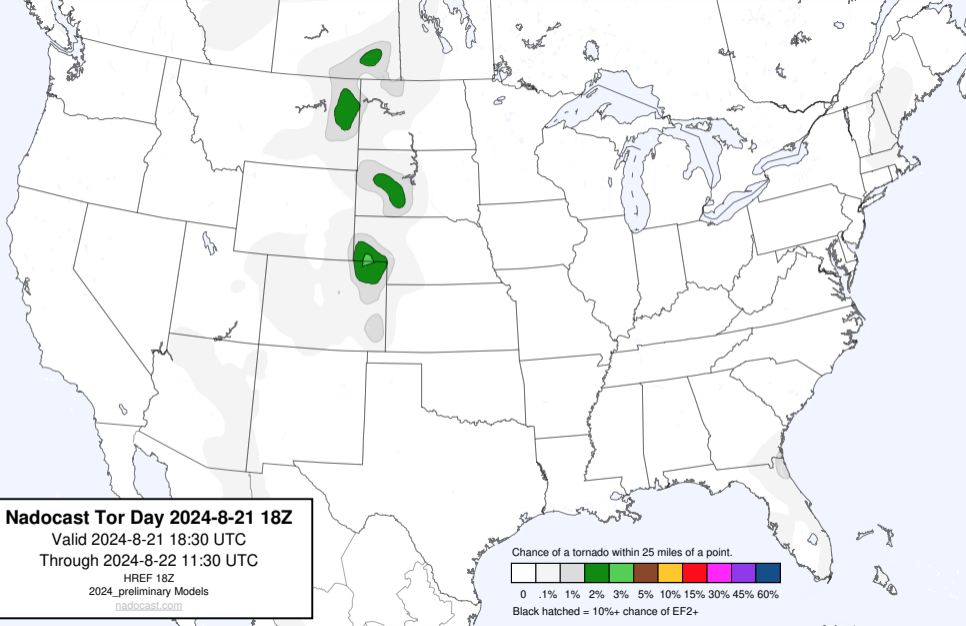 Nadocast Tor Day 2024-8-21 18Z
Valid 2024-8-21 18:30 UTC
Through 2024-8-22 11:30 UTC
HREF 18Z
2024_preliminary Models
nadocast.com
Chance of a tornado within 25 miles of a point.
0 .1% 1% 2% 3% 5% 10% 15% 30% 45% 60%
Black hatched = 10%+ chance of EF2+